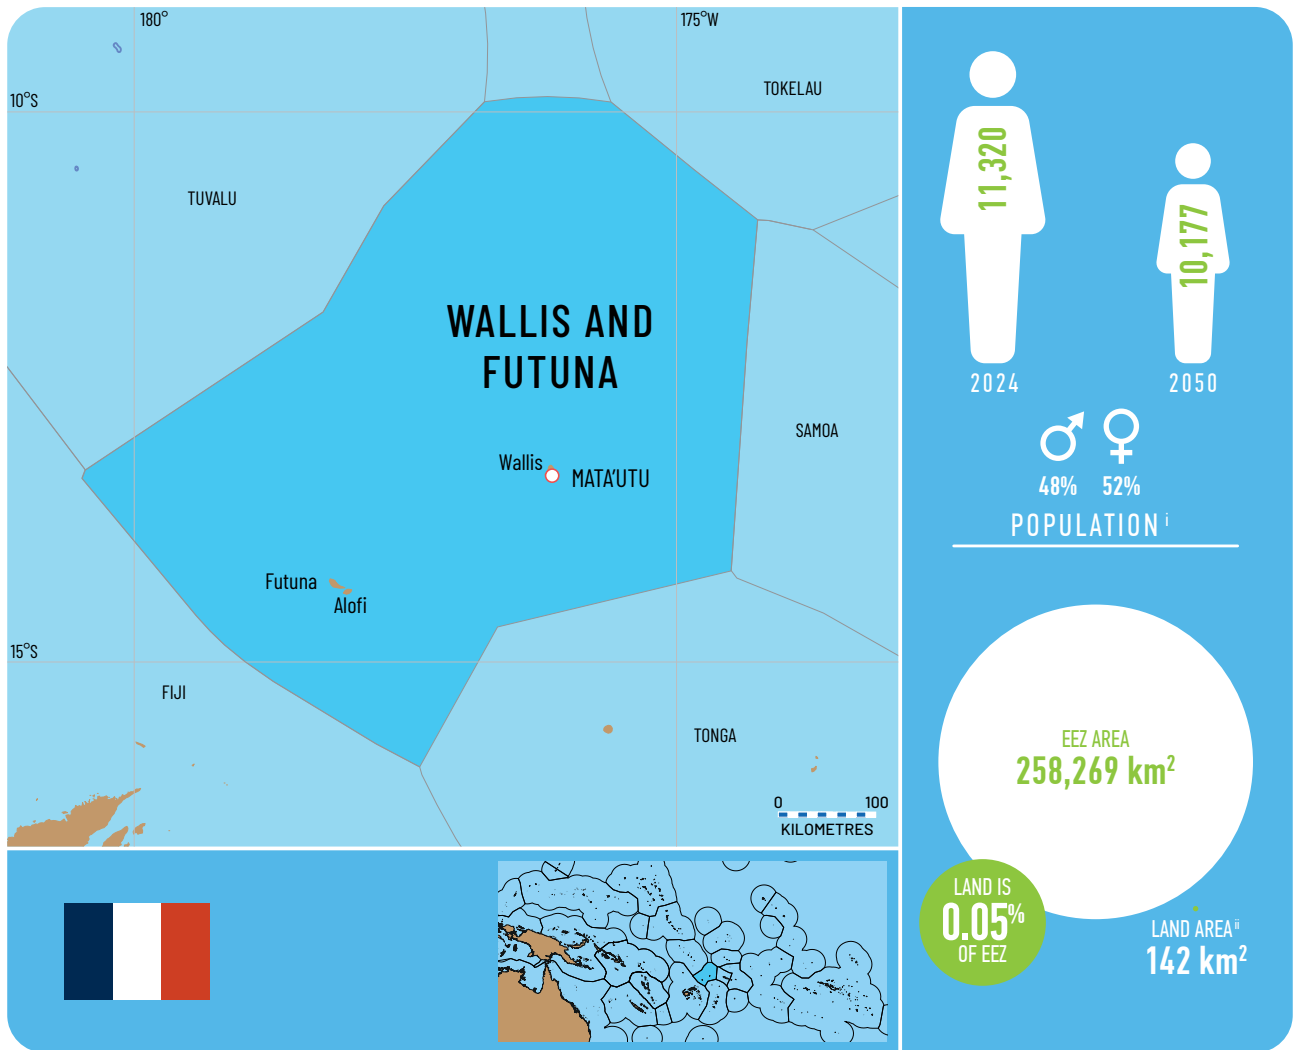 180°
175°W
10°S
TOKELAU
TUVALU
WALLIS AND
FUTUNA
SAMOA
Wallis
MATA'UTU
Futuna
Alofi
15°S
FIJI
TONGA
0 100
KILOMETRES
11,320
10,177
2024
2050
48% 52%
POPULATION i
EEZ AREA
258,269 km²
LAND IS
0.05%
OF EEZ
LAND AREA ii
142 km²